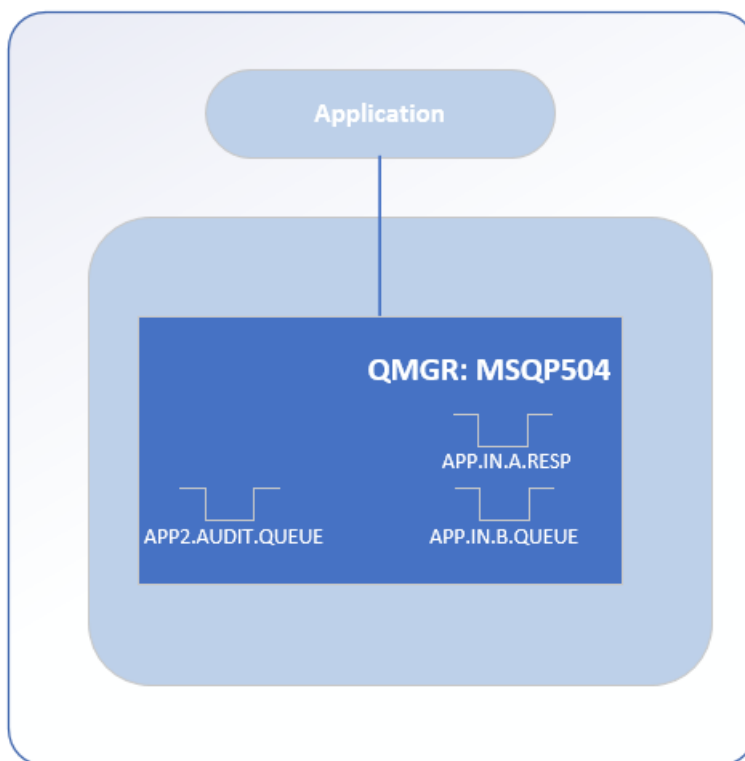 Application
QMGR: MSQP504
APP.IN.A.RESP
APP2.AUDIT.QUEUE
APP.IN.B.QUEUE